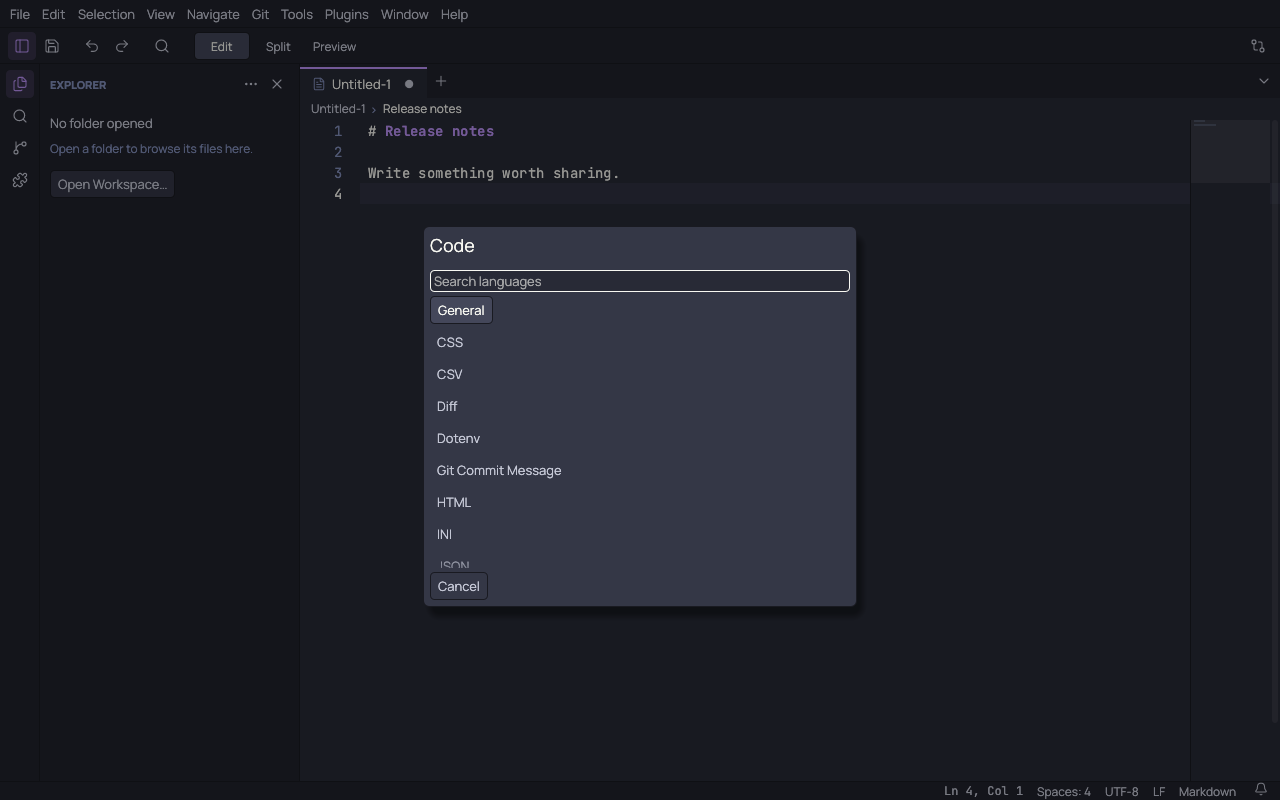 File Edit Selection View Navigate Git Tools Plugins Window Help
Edit Split Preview
EXPLORER
Untitled-1
Untitled-1 › Release notes
No folder opened
Open a folder to browse its files here.
Open Workspace...
1 # Release notes
2
3 Write something worth sharing.
4
Code
Search languages
General
CSS
CSV
Diff
Dotenv
Git Commit Message
HTML
INI
JSON
Cancel
Ln 4, Col 1 Spaces: 4 UTF-8 LF Markdown